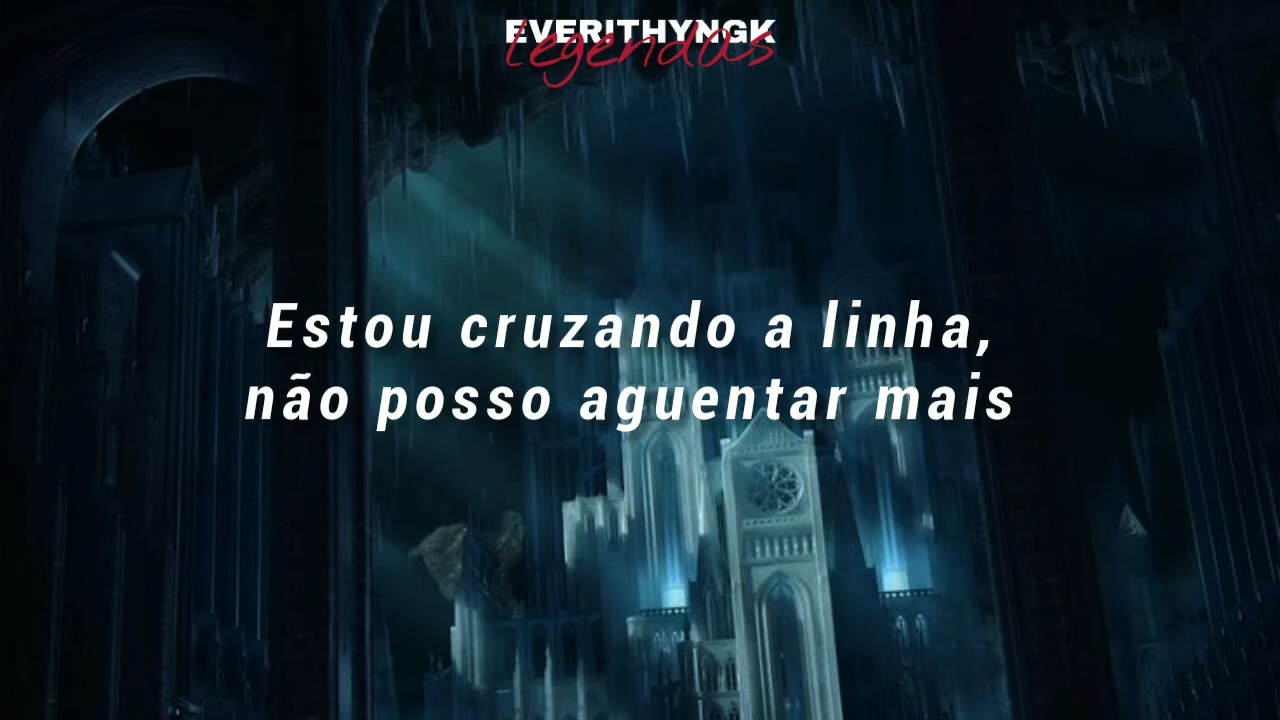 EVERITHYNGK
legendas
Estou cruzando a linha,
não posso aguentar mais